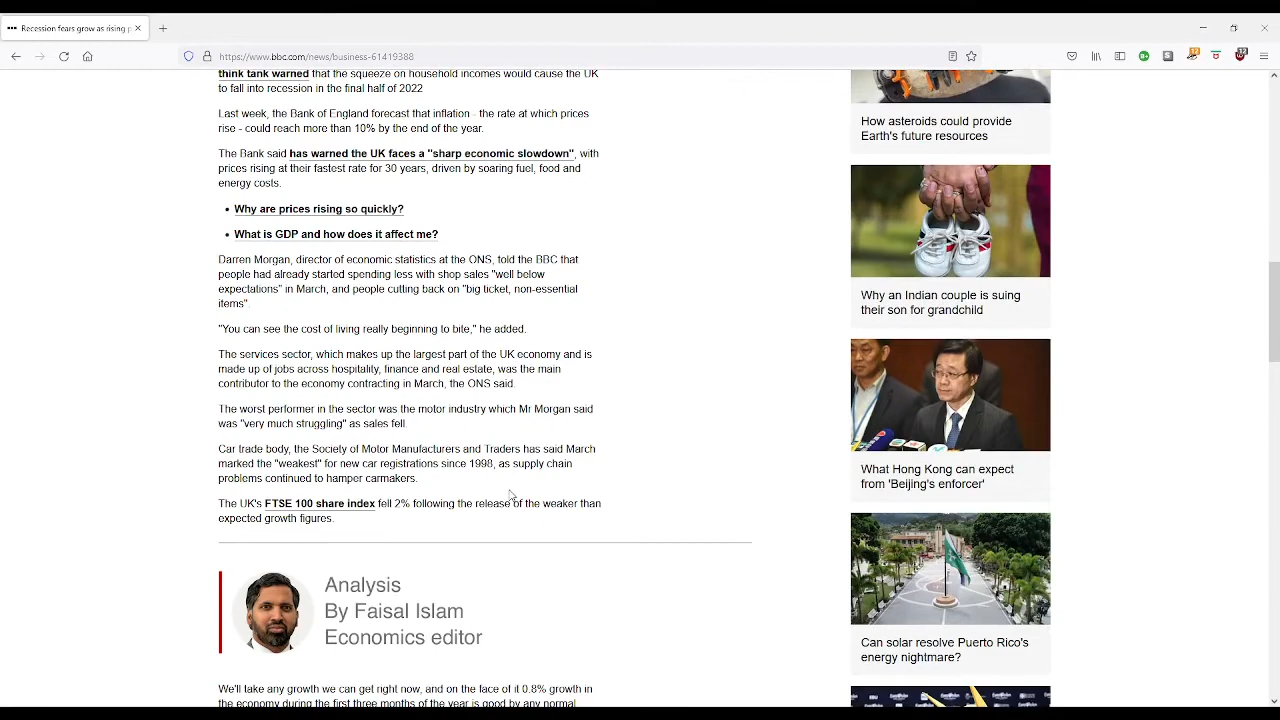 Recession fears grow as rising p
https://www.bbc.com/news/business-61419388
think tank warned that the squeeze on household incomes would cause the UK
to fall into recession in the final half of 2022
Last week, the Bank of England forecast that inflation - the rate at which prices
rise - could reach more than 10% by the end of the year.
The Bank said has warned the UK faces a "sharp economic slowdown", with
prices rising at their fastest rate for 30 years, driven by soaring fuel, food and
energy costs.
• Why are prices rising so quickly?
• What is GDP and how does it affect me?
Darren Morgan, director of economic statistics at the ONS, told the BBC that
people had already started spending less with shop sales "well below
expectations" in March, and people cutting back on "big ticket, non-essential
items".
"You can see the cost of living really beginning to bite," he added.
The services sector, which makes up the largest part of the UK economy and is
made up of jobs across hospitality, finance and real estate, was the main
contributor to the economy contracting in March, the ONS said.
The worst performer in the sector was the motor industry which Mr Morgan said
was "very much struggling" as sales fell.
Car trade body, the Society of Motor Manufacturers and Traders has said March
marked the "weakest" for new car registrations since 1998, as supply chain
problems continued to hamper carmakers.
The UK's FTSE 100 share index fell 2% following the release of the weaker than
expected growth figures.
Analysis
By Faisal Islam
Economics editor
We'll take any growth we can get right now, and on the face of it 0.8% growth in
How asteroids could provide
Earth's future resources
Why an Indian couple is suing
their son for grandchild
What Hong Kong can expect
from 'Beijing's enforcer'
Can solar resolve Puerto Rico's
energy nightmare?